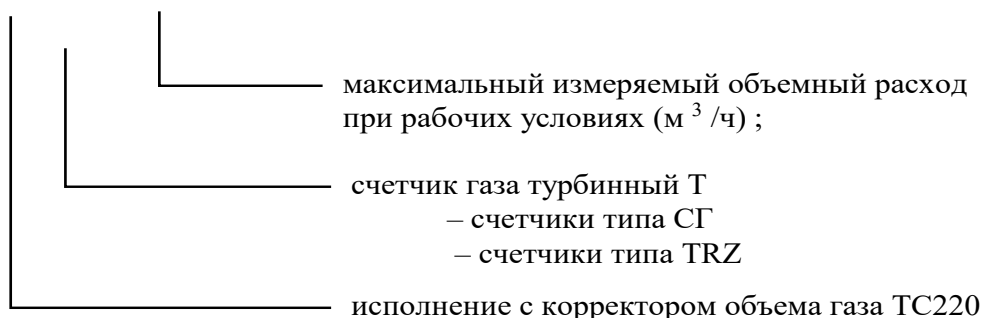 максимальный измеряемый объемный расход
при рабочих условиях (м ³ /ч) ;
счетчик газа турбинный Т
– счетчики типа СГ
– счетчики типа TRZ
исполнение с корректором объема газа ТС220